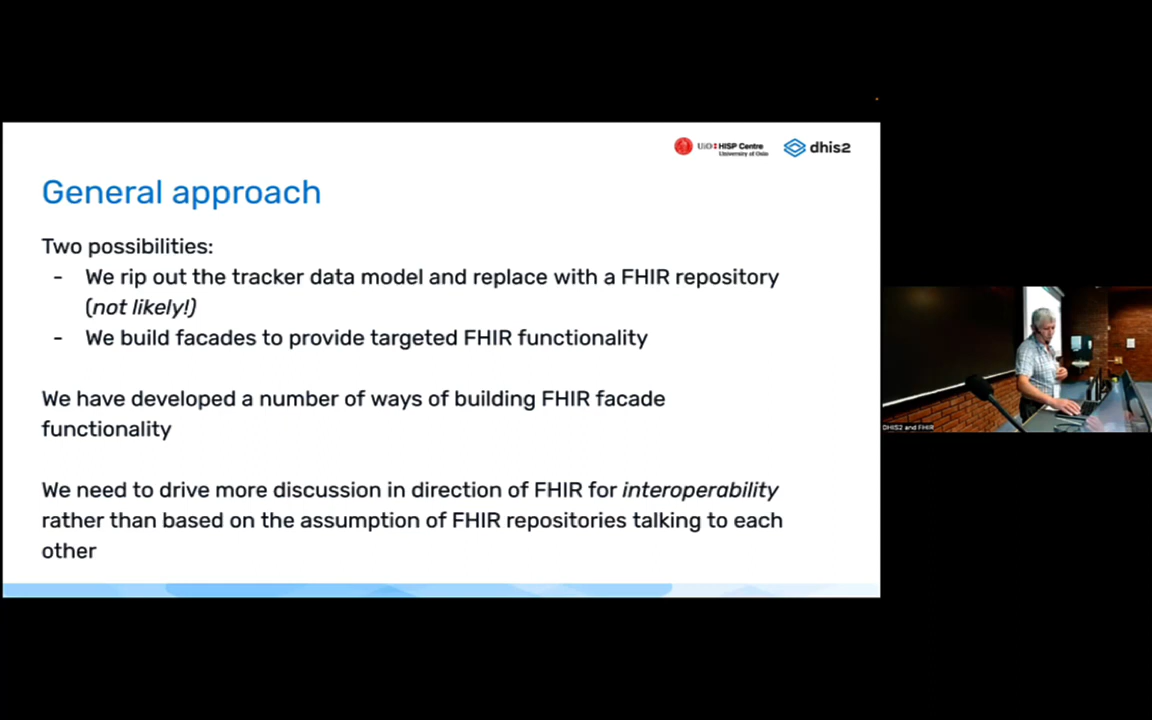 UiO HISP Centre
University of Oslo
dhis2
General approach
Two possibilities:
- We rip out the tracker data model and replace with a FHIR repository
(not likely!)
- We build facades to provide targeted FHIR functionality
We have developed a number of ways of building FHIR facade
functionality
We need to drive more discussion in direction of FHIR for interoperability
rather than based on the assumption of FHIR repositories talking to each
other
DHIS2 and FHIR